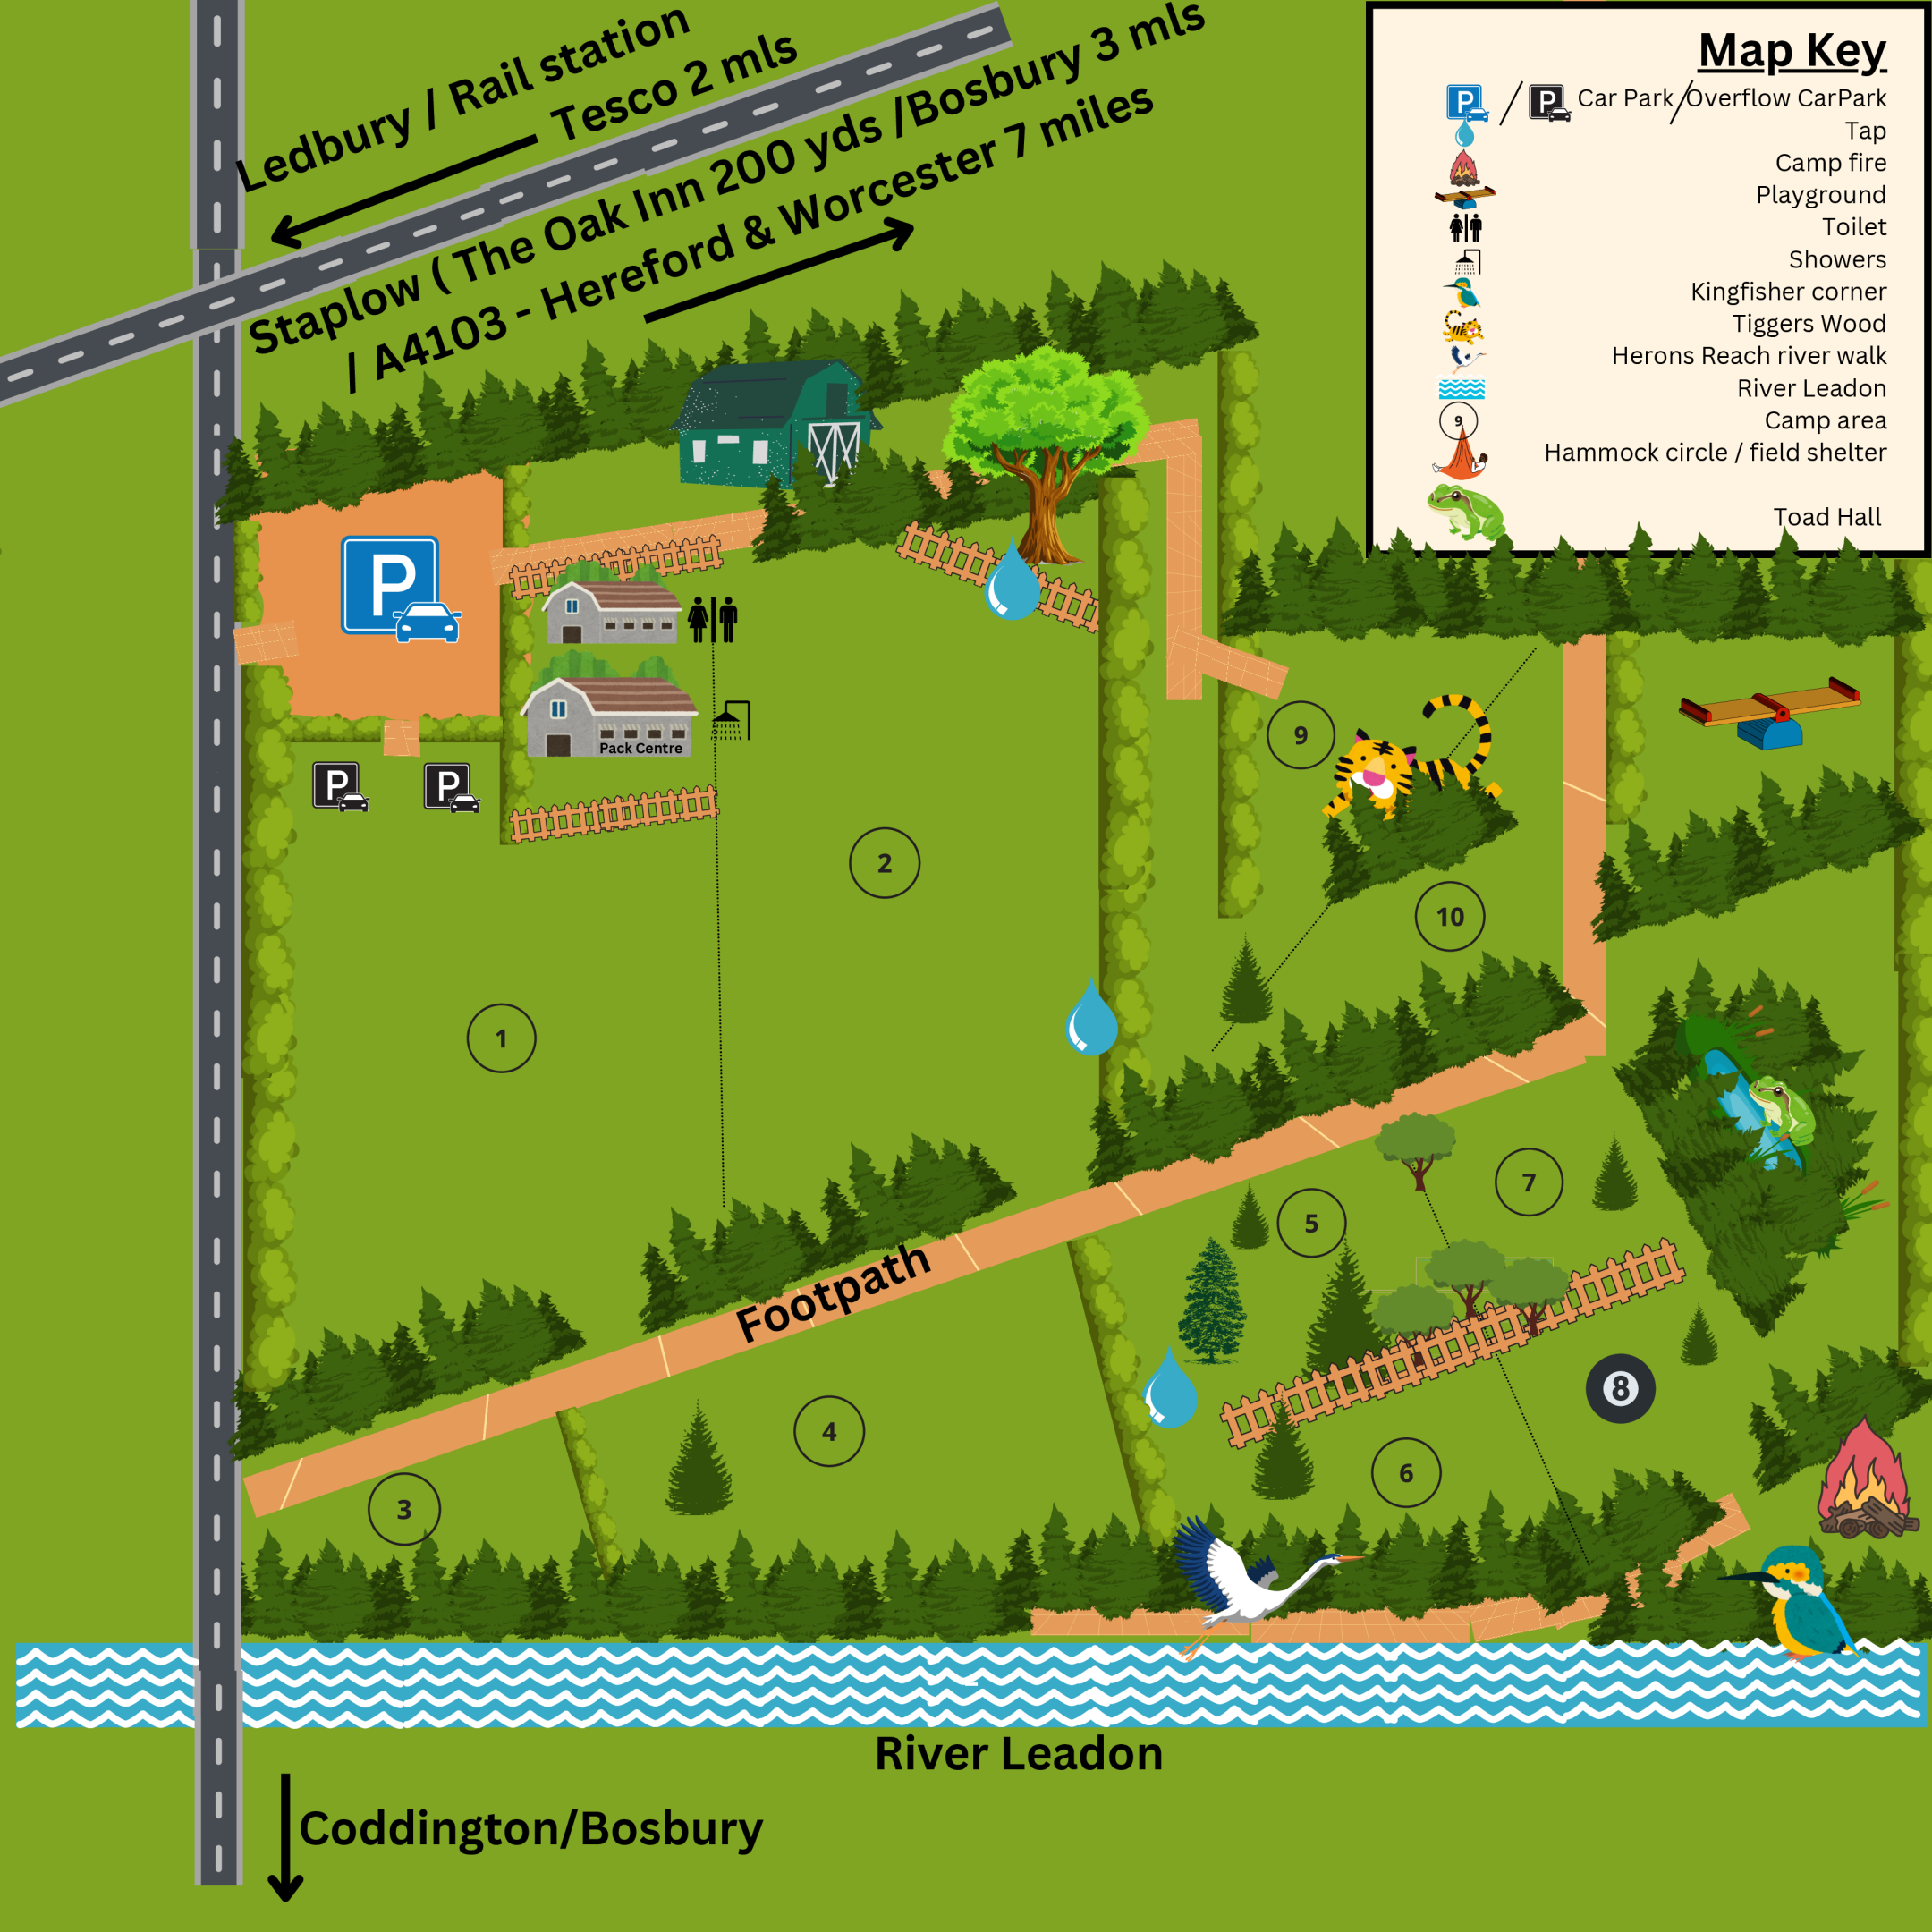 Ledbury / Rail station
Tesco 2 mls
Staplow ( The Oak Inn 200 yds /Bosbury 3 mls
/ A4103 - Hereford & Worcester 7 miles
Map Key
P / P Car Park/Overflow CarPark
Tap
Camp fire
Playground
Toilet
Showers
Kingfisher corner
Tiggers Wood
Herons Reach river walk
River Leadon
9 Camp area
Hammock circle / field shelter
Toad Hall
P
Pack Centre
P P
9
2
10
1
7
5
Footpath
8
4
6
3
River Leadon
Coddington/Bosbury